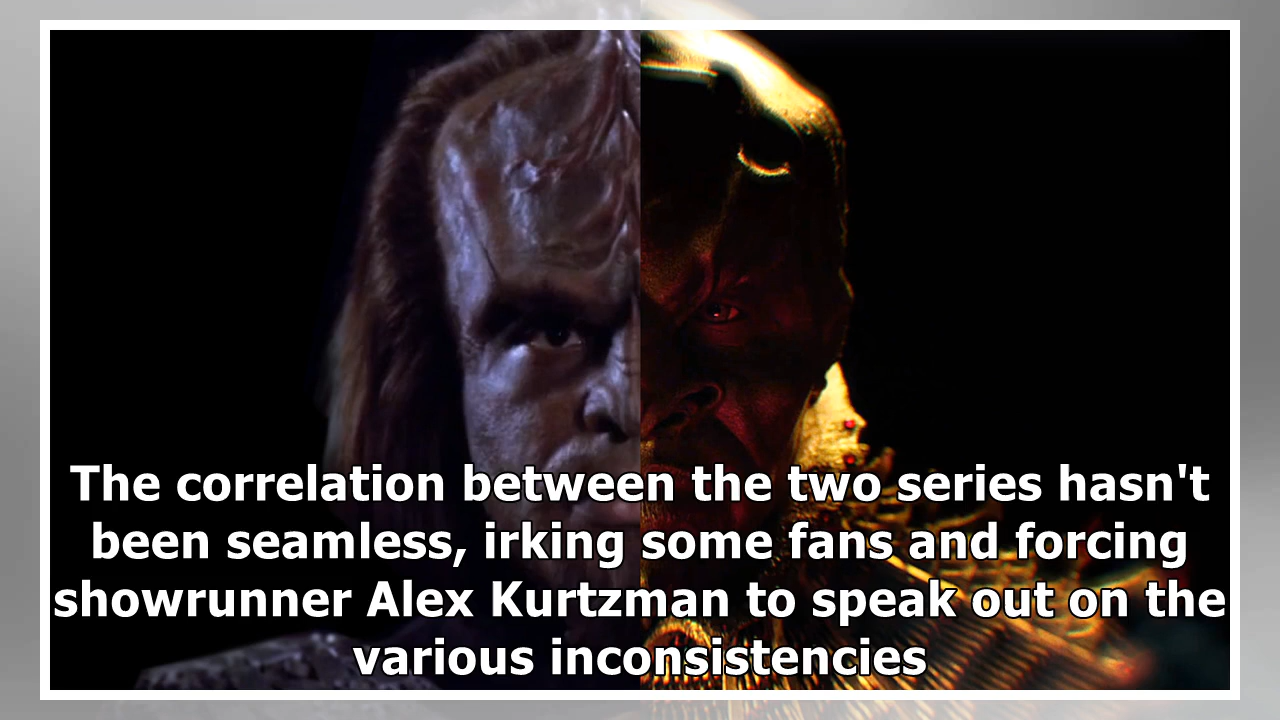 The correlation between the two series hasn't
been seamless, irking some fans and forcing
showrunner Alex Kurtzman to speak out on the
various inconsistencies